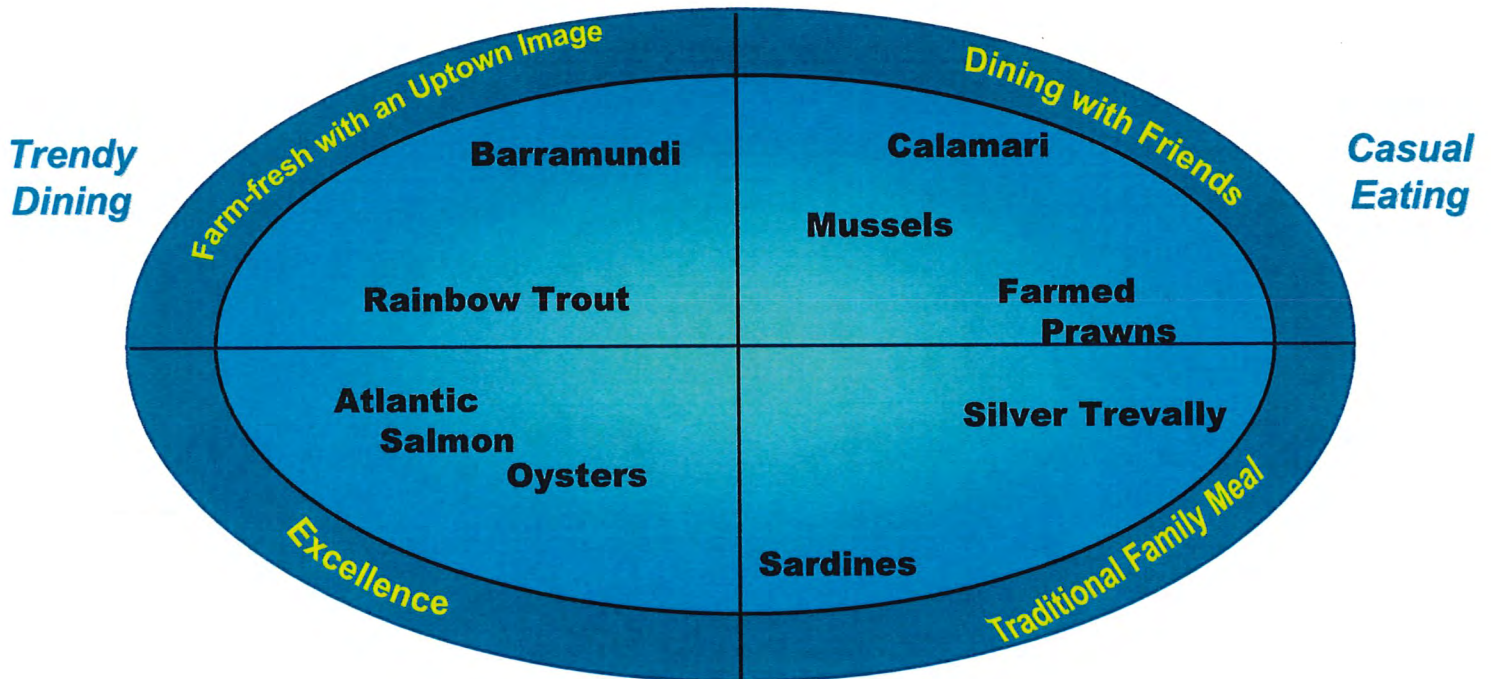 Farm-fresh with an Uptown Image
Dining with Friends
Trendy
Dining
Casual
Eating
Barramundi
Calamari
Mussels
Rainbow Trout
Farmed
Prawns
Atlantic
Salmon
Oysters
Silver Trevally
Sardines
Excellence
Traditional Family Meal